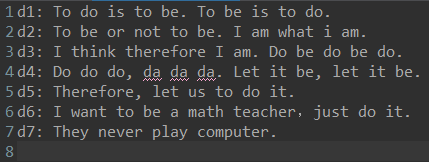 1 d1: To do is to be. To be is to do.
2 d2: To be or not to be. I am what i am.
3 d3: I think therefore I am. Do be do be do.
4 d4: Do do do, da da da. Let it be, let it be.
5 d5: Therefore, let us to do it.
6 d6: I want to be a math teacher，just do it.
7 d7: They never play computer.
8